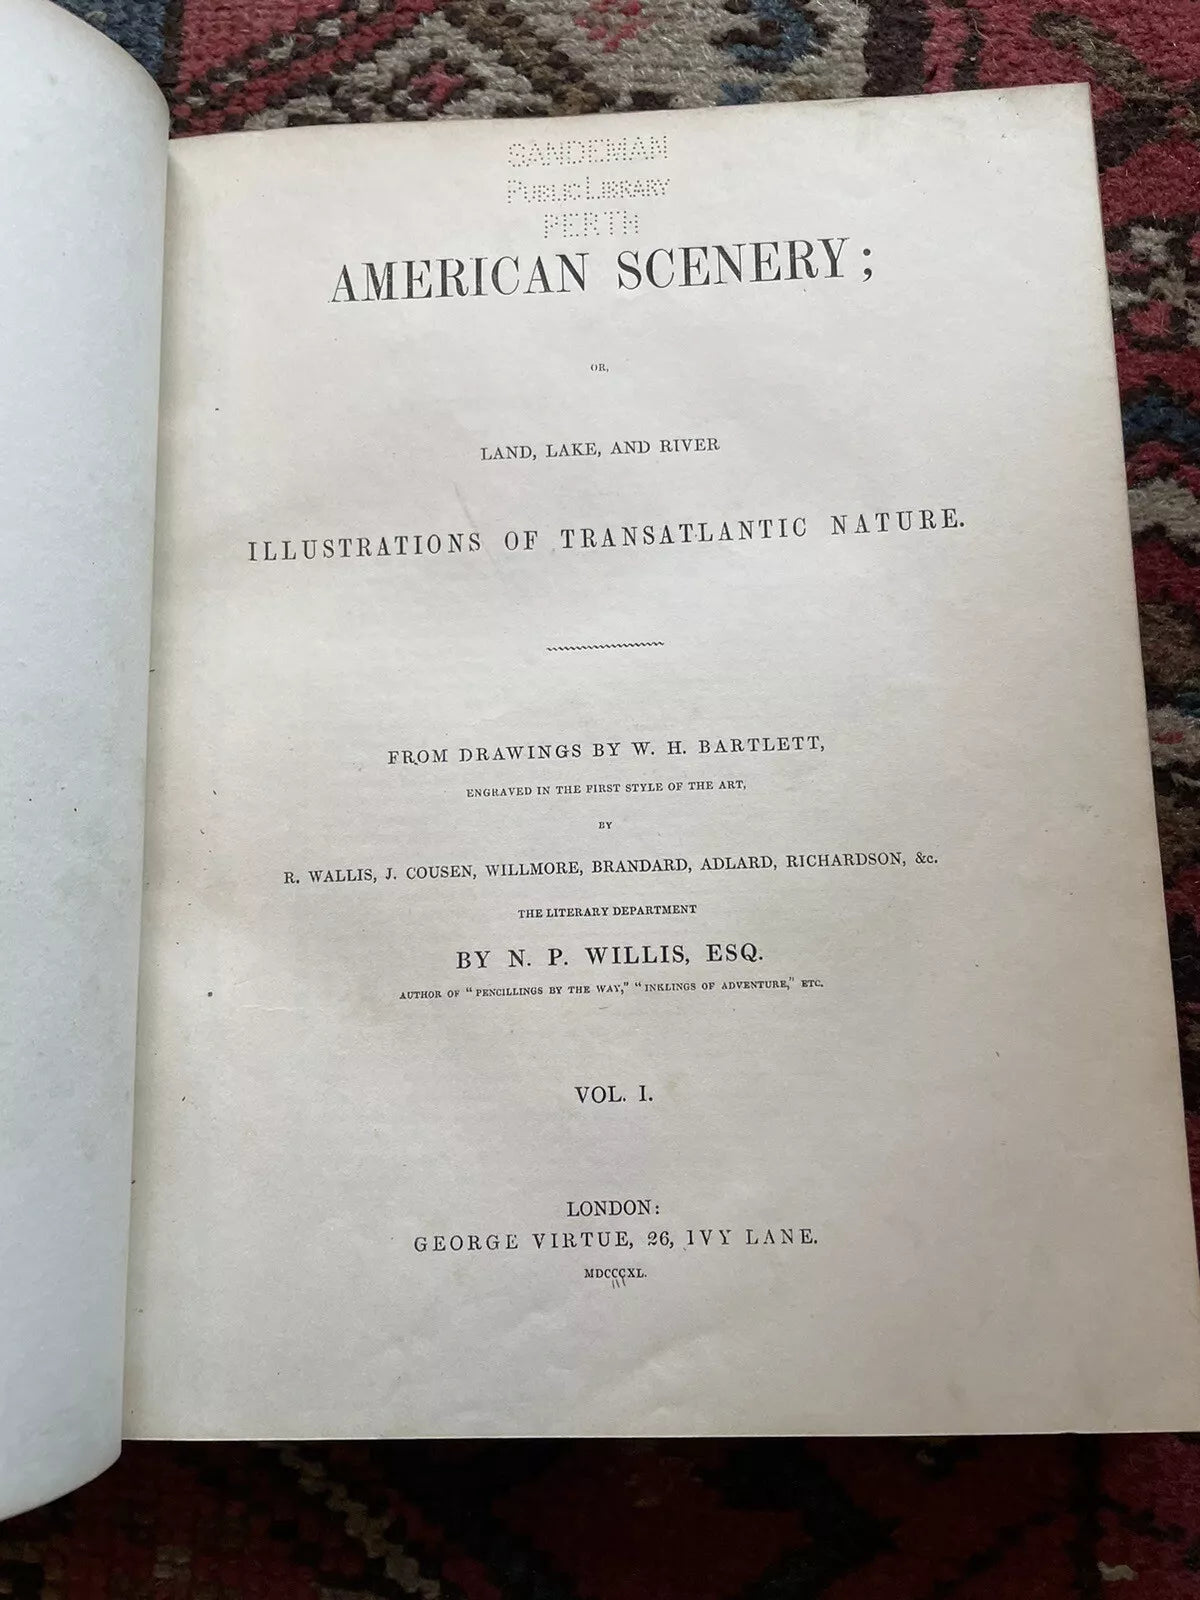 SANDEMAN
PUBLIC LIBRARY
PERTH
AMERICAN SCENERY;
OR,
LAND, LAKE, AND RIVER
ILLUSTRATIONS OF TRANSATLANTIC NATURE.
FROM DRAWINGS BY W. H. BARTLETT,
ENGRAVED IN THE FIRST STYLE OF THE ART,
BY
R. WALLIS, J. COUSEN, WILLMORE, BRANDARD, ADLARD, RICHARDSON, &c.
THE LITERARY DEPARTMENT
BY N. P. WILLIS, ESQ.
AUTHOR OF "PENCILLINGS BY THE WAY," "INKLINGS OF ADVENTURE," ETC.
VOL. I.
LONDON:
GEORGE VIRTUE, 26, IVY LANE.
MDCCCXL.